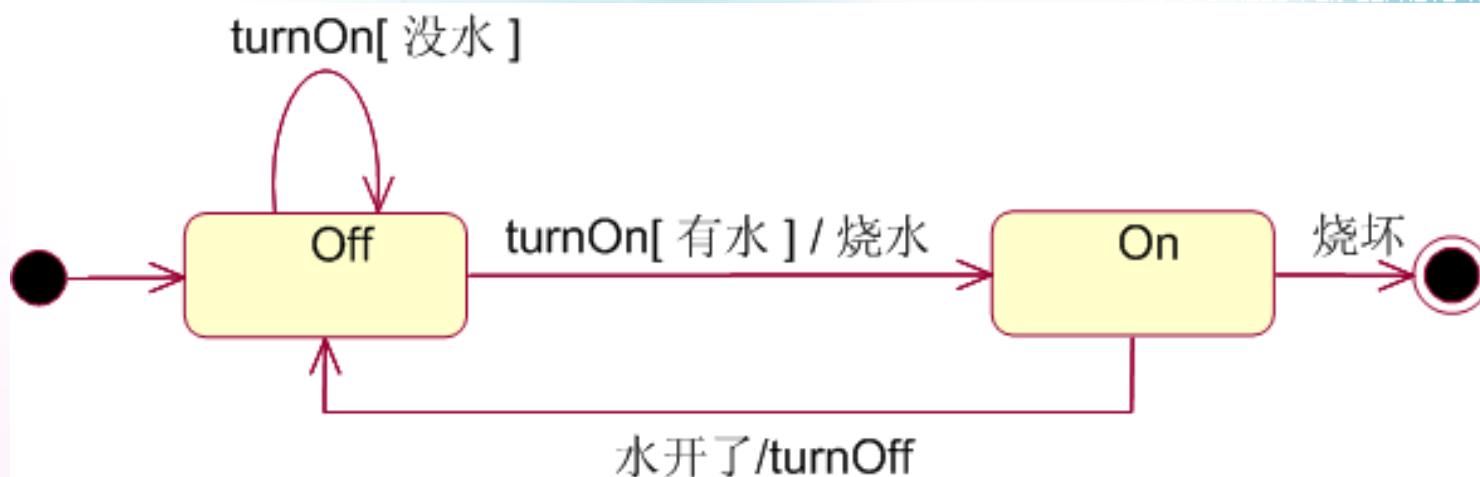 turnOn[ 没水 ]
Off
turnOn[ 有水 ] / 烧水
On
烧坏
水开了/turnOff